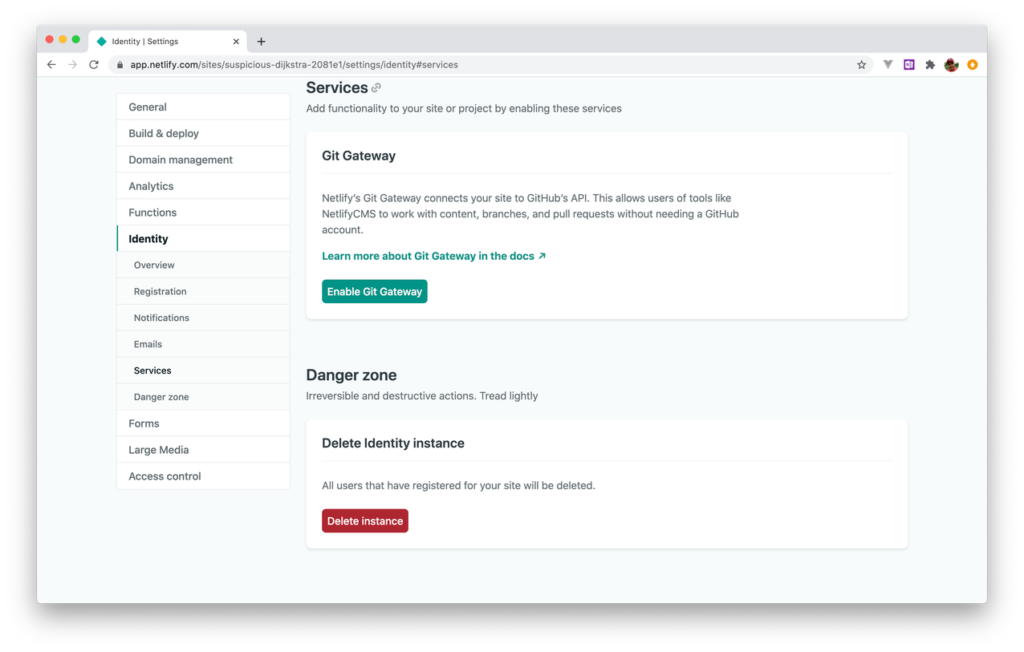 Identity | Settings
app.netlify.com/sites/suspicious-dijkstra-2081e1/settings/identity#services
General
Build & deploy
Domain management
Analytics
Functions
Identity
Overview
Registration
Notifications
Emails
Services
Danger zone
Forms
Large Media
Access control
Services
Add functionality to your site or project by enabling these services
Git Gateway
Netlify's Git Gateway connects your site to GitHub's API. This allows users of tools like
NetlifyCMS to work with content, branches, and pull requests without needing a GitHub
account.
Learn more about Git Gateway in the docs ↗
Enable Git Gateway
Danger zone
Irreversible and destructive actions. Tread lightly
Delete Identity instance
All users that have registered for your site will be deleted.
Delete instance